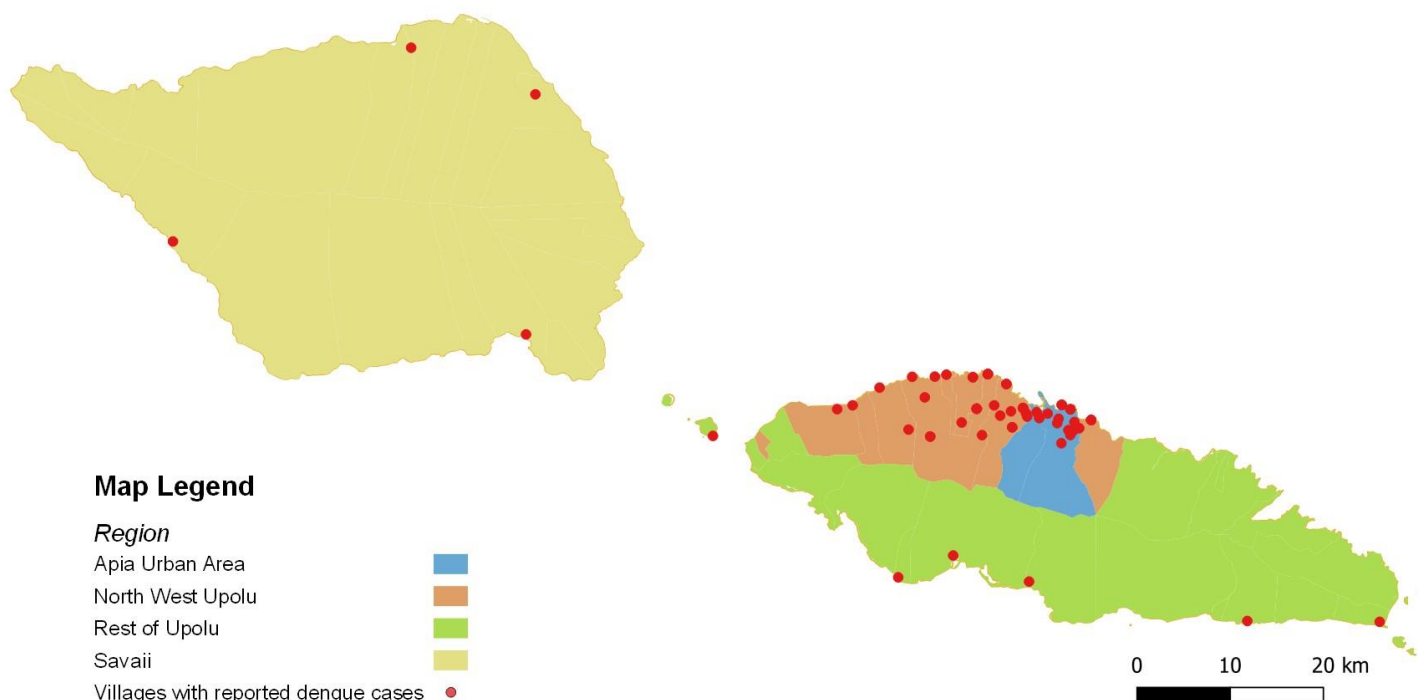 Map Legend
Region
Apia Urban Area
North West Upolu
Rest of Upolu
Savaii
Villages with reported dengue cases
0 10 20 km